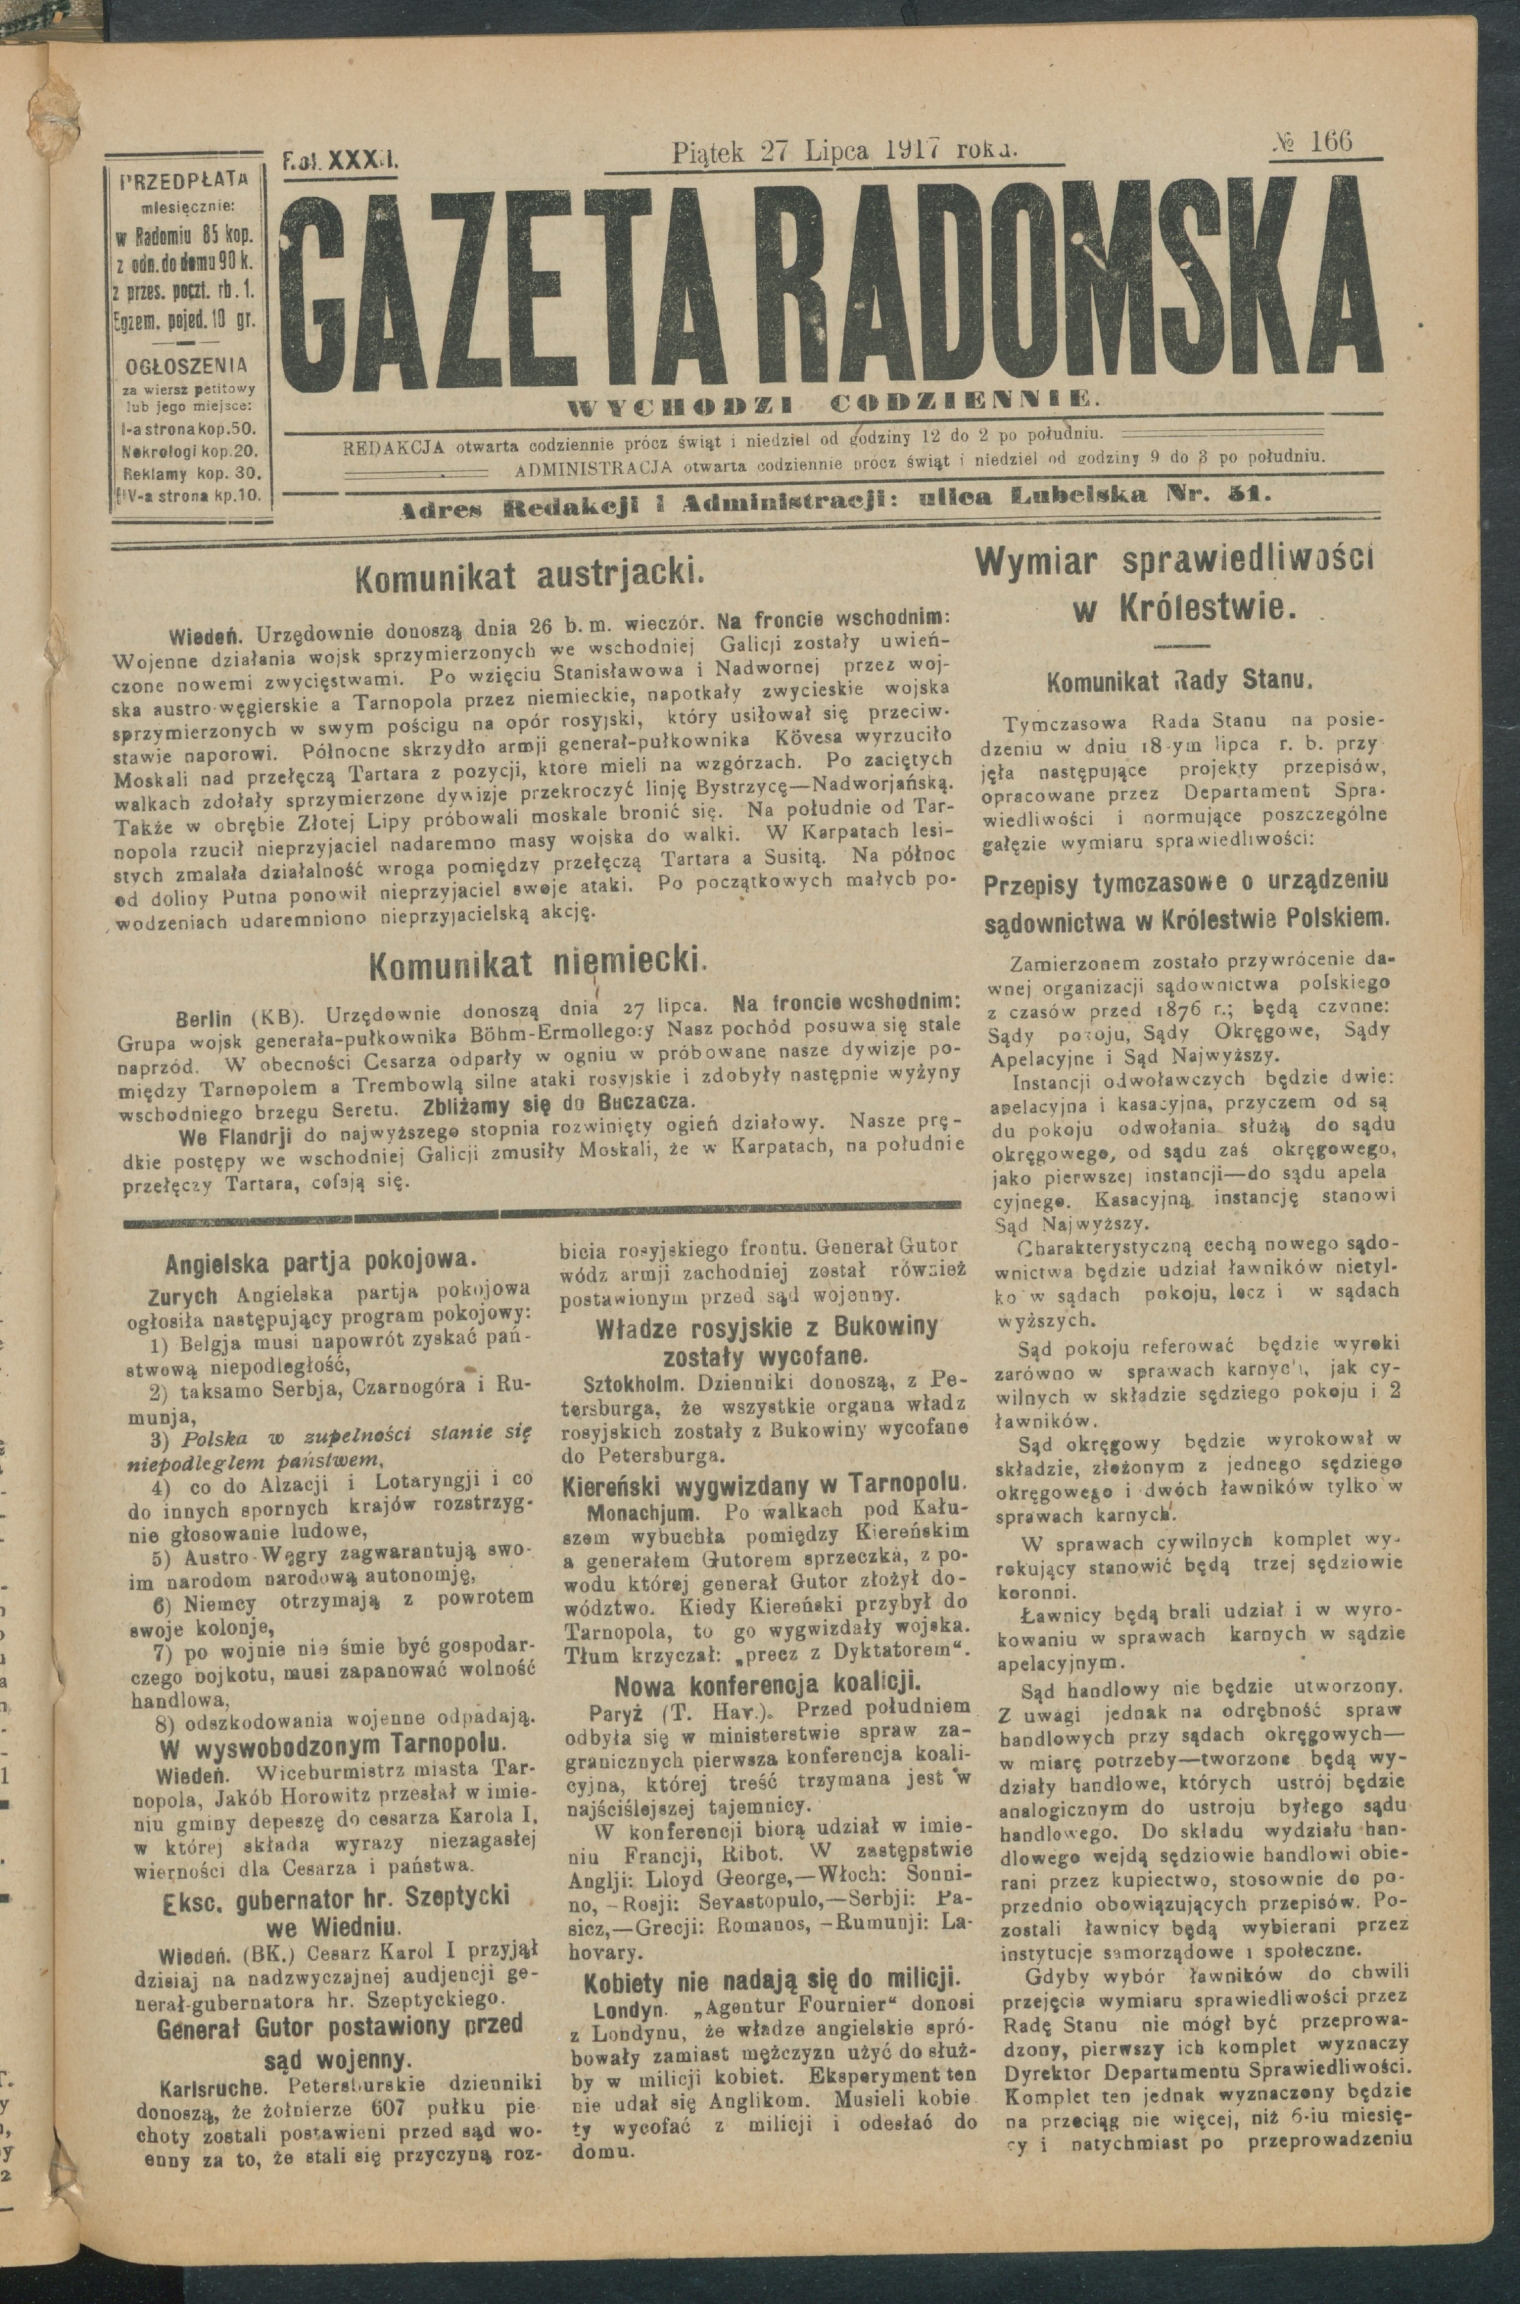 PRZEDPŁATA
miesięcznie:
w Radomiu 85 kop.
z odn. do domu 90 k.
z przes. poczt. rb. 1.
Egzem. pojed. 10 gr.
OGŁOSZENIA
za wiersz petitowy
lub jego miejsce:
I-a strona kop. 50.
Nekrologi kop. 20.
Reklamy kop. 30.
IV-a strona kp. 10.
Piątek 27 Lipca 1917 roku.
№ 166
GAZETA RADOMSKA
WYCHODZI CODZIENNIE.
REDAKCJA otwarta codziennie prócz świąt i niedziel od godziny 12 do 2 po południu.
ADMINISTRACJA otwarta codziennie prócz świąt i niedziel od godziny 9 do 3 po południu.
Adres Redakcji i Administracji: ulica Lubelska Nr. 51.
Komunikat austrjacki.
Wiedeń. Urzędownie donoszą dnia 26 b. m. wieczór. Na froncie wschodnim:
Wojenne działania wojsk sprzymierzonych we wschodniej Galicji zostały uwień-
czone nowemi zwycięstwami. Po wzięciu Stanisławowa i Nadwornej przez woj-
ska austro-węgierskie a Tarnopola przez niemieckie, napotkały zwycieskie wojska
sprzymierzonych w swym pościgu na opór rosyjski, który usiłował się przeciw-
stawie naporowi. Północne skrzydło armji generał-pułkownika Kövesa wyrzuciło
Moskali nad przełęczą Tartara z pozycji, ktore mieli na wzgórzach. Po zaciętych
walkach zdołały sprzymierzone dywizje przekroczyć linję Bystrzycę—Nadworjańską.
Także w obrębie Złotej Lipy próbowali moskale bronić się. Na południe od Tar-
nopola rzucił nieprzyjaciel nadaremno masy wojska do walki. W Karpatach lesi-
stych zmalała działalność wroga pomiędzy przełęczą Tartara a Susitą. Na północ
od doliny Putna ponowił nieprzyjaciel swoje ataki. Po początkowych małych po-
wodzeniach udaremniono nieprzyjacielską akcję.
Komunikat niemiecki.
Berlin (KB). Urzędownie donoszą dnia 27 lipca. Na froncie wcshodnim:
Grupa wojsk generała-pułkownika Böhm-Ermollego:y Nasz pochód posuwa się stale
naprzód. W obecności Cesarza odparły w ogniu w próbowane nasze dywizje po-
między Tarnopolem a Trembowlą silne ataki rosyjskie i zdobyły następnie wyżyny
wschodniego brzegu Seretu. Zbliżamy się do Buczacza.
We Flandrji do najwyższego stopnia rozwinięty ogień działowy. Nasze prę-
dkie postępy we wschodniej Galicji zmusiły Moskali, że w Karpatach, na południe
przełęczy Tartara, cofają się.
Angielska partja pokojowa.
Zurych Angielska partja pokojowa
ogłosiła następujący program pokojowy:
1) Belgja musi napowrót zyskać pań-
stwową niepodległość,
2) taksamo Serbja, Czarnogóra i Ru-
munja,
3) Polska w zupełności stanie się
niepodległem państwem,
4) co do Alzacji i Lotaryngji i co
do innych spornych krajów rozstrzyg-
nie głosowanie ludowe,
5) Austro-Węgry zagwarantują swo-
im narodom narodową autonomję,
6) Niemcy otrzymają z powrotem
swoje kolonje,
7) po wojnie nie śmie być gospodar-
czego bojkotu, musi zapanować wolność
handlowa,
8) odszkodowania wojenne odpadają.
W wyswobodzonym Tarnopolu.
Wiedeń. Wiceburmistrz miasta Tar-
nopola, Jakób Horowitz przesłał w imie-
niu gminy depeszę do cesarza Karola I,
w której składa wyrazy niezagasłej
wierności dla Cesarza i państwa.
Eksc. gubernator hr. Szeptycki
we Wiedniu.
Wiedeń. (BK.) Cesarz Karol I przyjął
dzisiaj na nadzwyczajnej audjencji ge-
nerał-gubernatora hr. Szeptyckiego.
Generał Gutor postawiony przed
sąd wojenny.
Karlsruche. Petersburskie dzienniki
donoszą, że żołnierze 607 pułku pie
choty zostali postawieni przed sąd wo-
enny za to, że stali się przyczyną roz-
bicia rosyjskiego frontu. Generał Gutor
wódz armji zachodniej został również
postawionym przed sąd wojenny.
Władze rosyjskie z Bukowiny
zostały wycofane.
Sztokholm. Dzienniki donoszą, z Pe-
tersburga, że wszystkie organa władz
rosyjskich zostały z Bukowiny wycofane
do Petersburga.
Kiereński wygwizdany w Tarnopolu.
Monachjum. Po walkach pod Kału-
szem wybuchła pomiędzy Kiereńskim
a generałem Gutorem sprzeczka, z po-
wodu której generał Gutor złożył do-
wództwo. Kiedy Kiereński przybył do
Tarnopola, to go wygwizdały wojska.
Tłum krzyczał: „precz z Dyktatorem“.
Nowa konferencja koalicji.
Paryż (T. Hav.). Przed południem
odbyła się w ministerstwie spraw za-
granicznych pierwsza konferencja koali-
cyjna, której treść trzymana jest w
najściślejszej tajemnicy.
W konferencji biorą udział w imie-
niu Francji, Ribot. W zastępstwie
Anglji: Lloyd George,—Włoch: Sonni-
no,—Rosji: Sevastopulo,—Serbji: Pa-
sicz,—Grecji: Romanos,—Rumunji: La-
hovary.
Kobiety nie nadają się do milicji.
Londyn. „Agentur Fournier“ donosi
z Londynu, że władze angielskie spró-
bowały zamiast mężczyzn użyć do służ-
by w milicji kobiet. Eksperyment ten
nie udał się Anglikom. Musieli kobie
ty wycofać z milicji i odesłać do
domu.
Wymiar sprawiedliwości
w Królestwie.
Komunikat Rady Stanu.
Tymczasowa Rada Stanu na posie-
dzeniu w dniu 18-ym lipca r. b. przy
jęła następujące projekty przepisów,
opracowane przez Departament Spra-
wiedliwości i normujące poszczególne
gałęzie wymiaru sprawiedliwości:
Przepisy tymczasowe o urządzeniu
sądownictwa w Królestwie Polskiem.
Zamierzonem zostało przywrócenie da-
wnej organizacji sądownictwa polskiego
z czasów przed 1876 r.; będą czynne:
Sądy pokoju, Sądy Okręgowe, Sądy
Apelacyjne i Sąd Najwyższy.
Instancji odwoławczych będzie dwie:
apelacyjna i kasacyjna, przyczem od są
du pokoju odwołania służą do sądu
okręgowego, od sądu zaś okręgowego,
jako pierwszej instancji—do sądu apela
cyjnego. Kasacyjną instancję stanowi
Sąd Najwyższy.
Charakterystyczną cechą nowego sądo-
wnictwa będzie udział ławników nietyl-
ko w sądach pokoju, lecz i w sądach
wyższych.
Sąd pokoju referować będzie wyroki
zarówno w sprawach karnych, jak cy-
wilnych w składzie sędziego pokoju i 2
ławników.
Sąd okręgowy będzie wyrokował w
składzie, złożonym z jednego sędziego
okręgowego i dwóch ławników tylko w
sprawach karnych.
W sprawach cywilnych komplet wy-
rokujący stanowić będą trzej sędziowie
koronni.
Ławnicy będą brali udział i w wyro-
kowaniu w sprawach karnych w sądzie
apelacyjnym.
Sąd handlowy nie będzie utworzony.
Z uwagi jednak na odrębność spraw
handlowych przy sądach okręgowych—
w miarę potrzeby—tworzone będą wy-
działy handlowe, których ustrój będzie
analogicznym do ustroju byłego sądu
handlowego. Do składu wydziału han-
dlowego wejdą sędziowie handlowi obie-
rani przez kupiectwo, stosownie do po-
przednio obowiązujących przepisów. Po-
zostali ławnicy będą wybierani przez
instytucje samorządowe i społeczne.
Gdyby wybór ławników do chwili
przejęcia wymiaru sprawiedliwości przez
Radę Stanu nie mógł być przeprowa-
dzony, pierwszy ich komplet wyznaczy
Dyrektor Departamentu Sprawiedliwości.
Komplet ten jednak wyznaczony będzie
na przeciąg nie więcej, niż 6-iu miesię-
cy i natychmiast po przeprowadzeniu